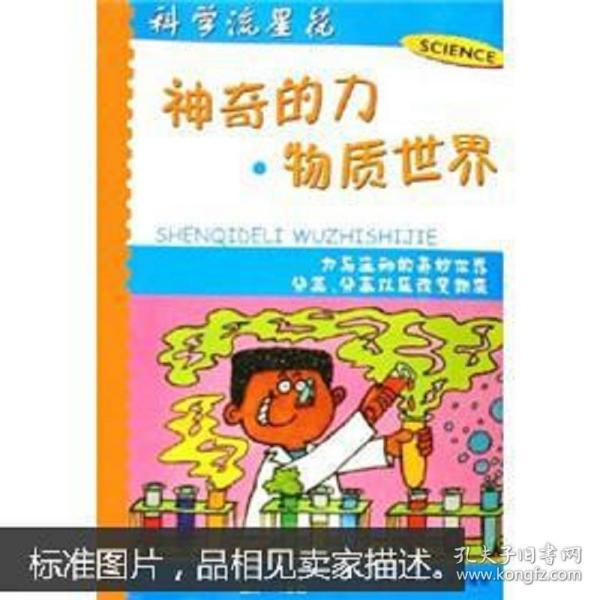 科学流星花
SCIENCE
神奇的力
·物质世界
SHENQIDELI WUZHISHIJIE
力与运动的奇妙世界
分离、分离以及改变物质
标准图片，品相见卖家描述。
孔夫子旧书网
www.kongfz.com